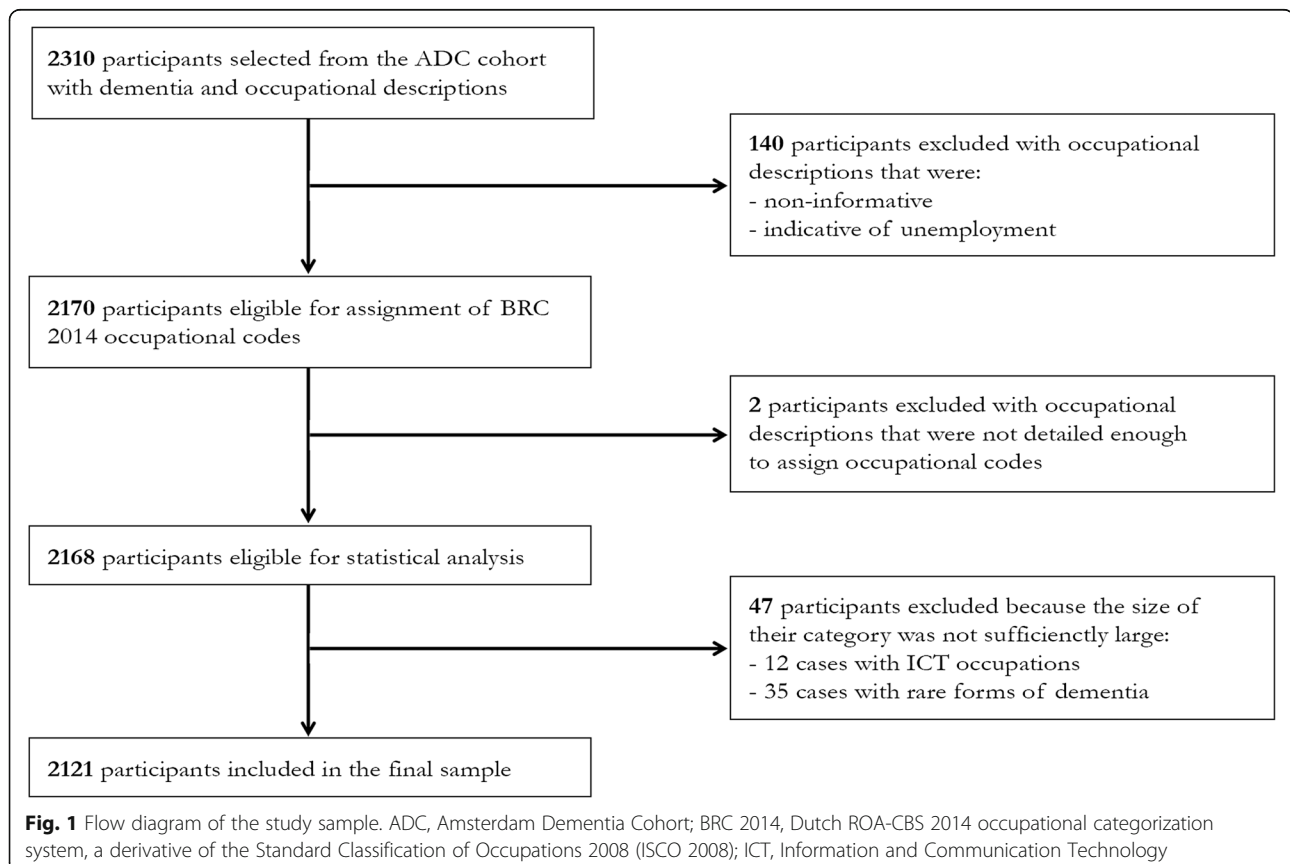 2310 participants selected from the ADC cohort
with dementia and occupational descriptions
140 participants excluded with occupational
descriptions that were:
- non-informative
- indicative of unemployment
2170 participants eligible for assignment of BRC
2014 occupational codes
2 participants excluded with occupational
descriptions that were not detailed enough
to assign occupational codes
2168 participants eligible for statistical analysis
47 participants excluded because the size of
their category was not sufficienctly large:
- 12 cases with ICT occupations
- 35 cases with rare forms of dementia
2121 participants included in the final sample
Fig. 1 Flow diagram of the study sample. ADC, Amsterdam Dementia Cohort; BRC 2014, Dutch ROA-CBS 2014 occupational categorization
system, a derivative of the Standard Classification of Occupations 2008 (ISCO 2008); ICT, Information and Communication Technology